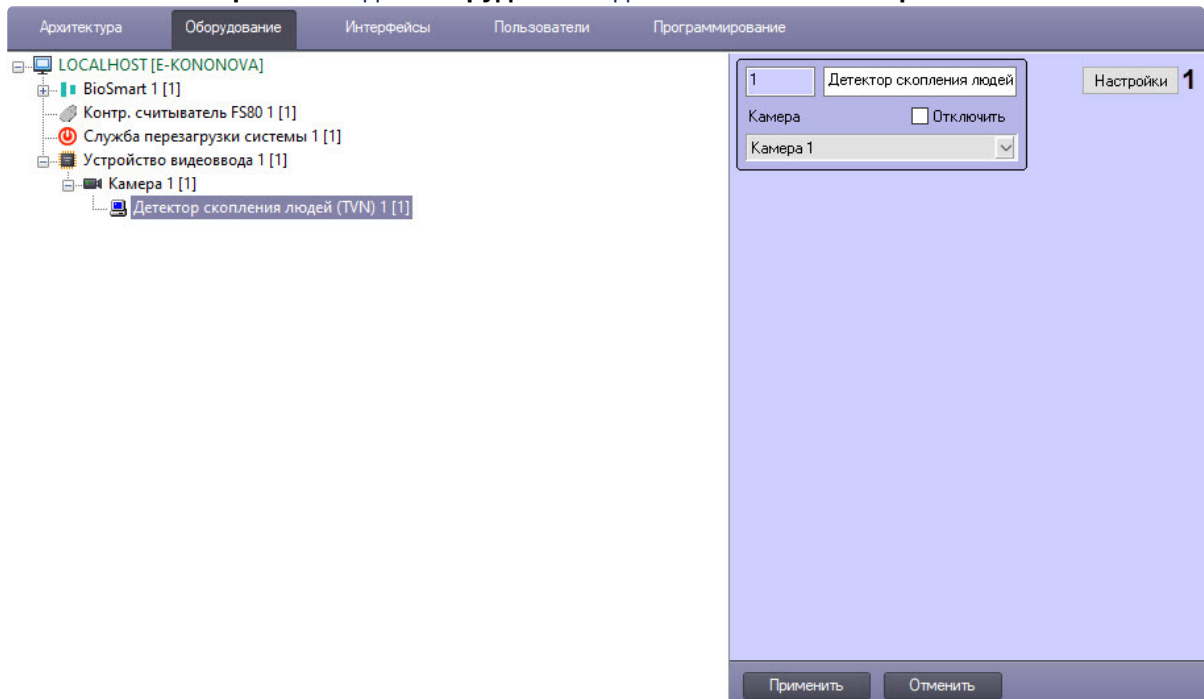 Архитектура Оборудование Интерфейсы Пользователи Программирование
LOCALHOST [E-KONONOVA]
BioSmart 1 [1]
Контр. считыватель FS80 1 [1]
Служба перезагрузки системы 1 [1]
Устройство видеоввода 1 [1]
Камера 1 [1]
Детектор скопления людей (TVN) 1 [1]
1 Детектор скопления людей Настройки 1
Камера Отключить
Камера 1
Применить Отменить